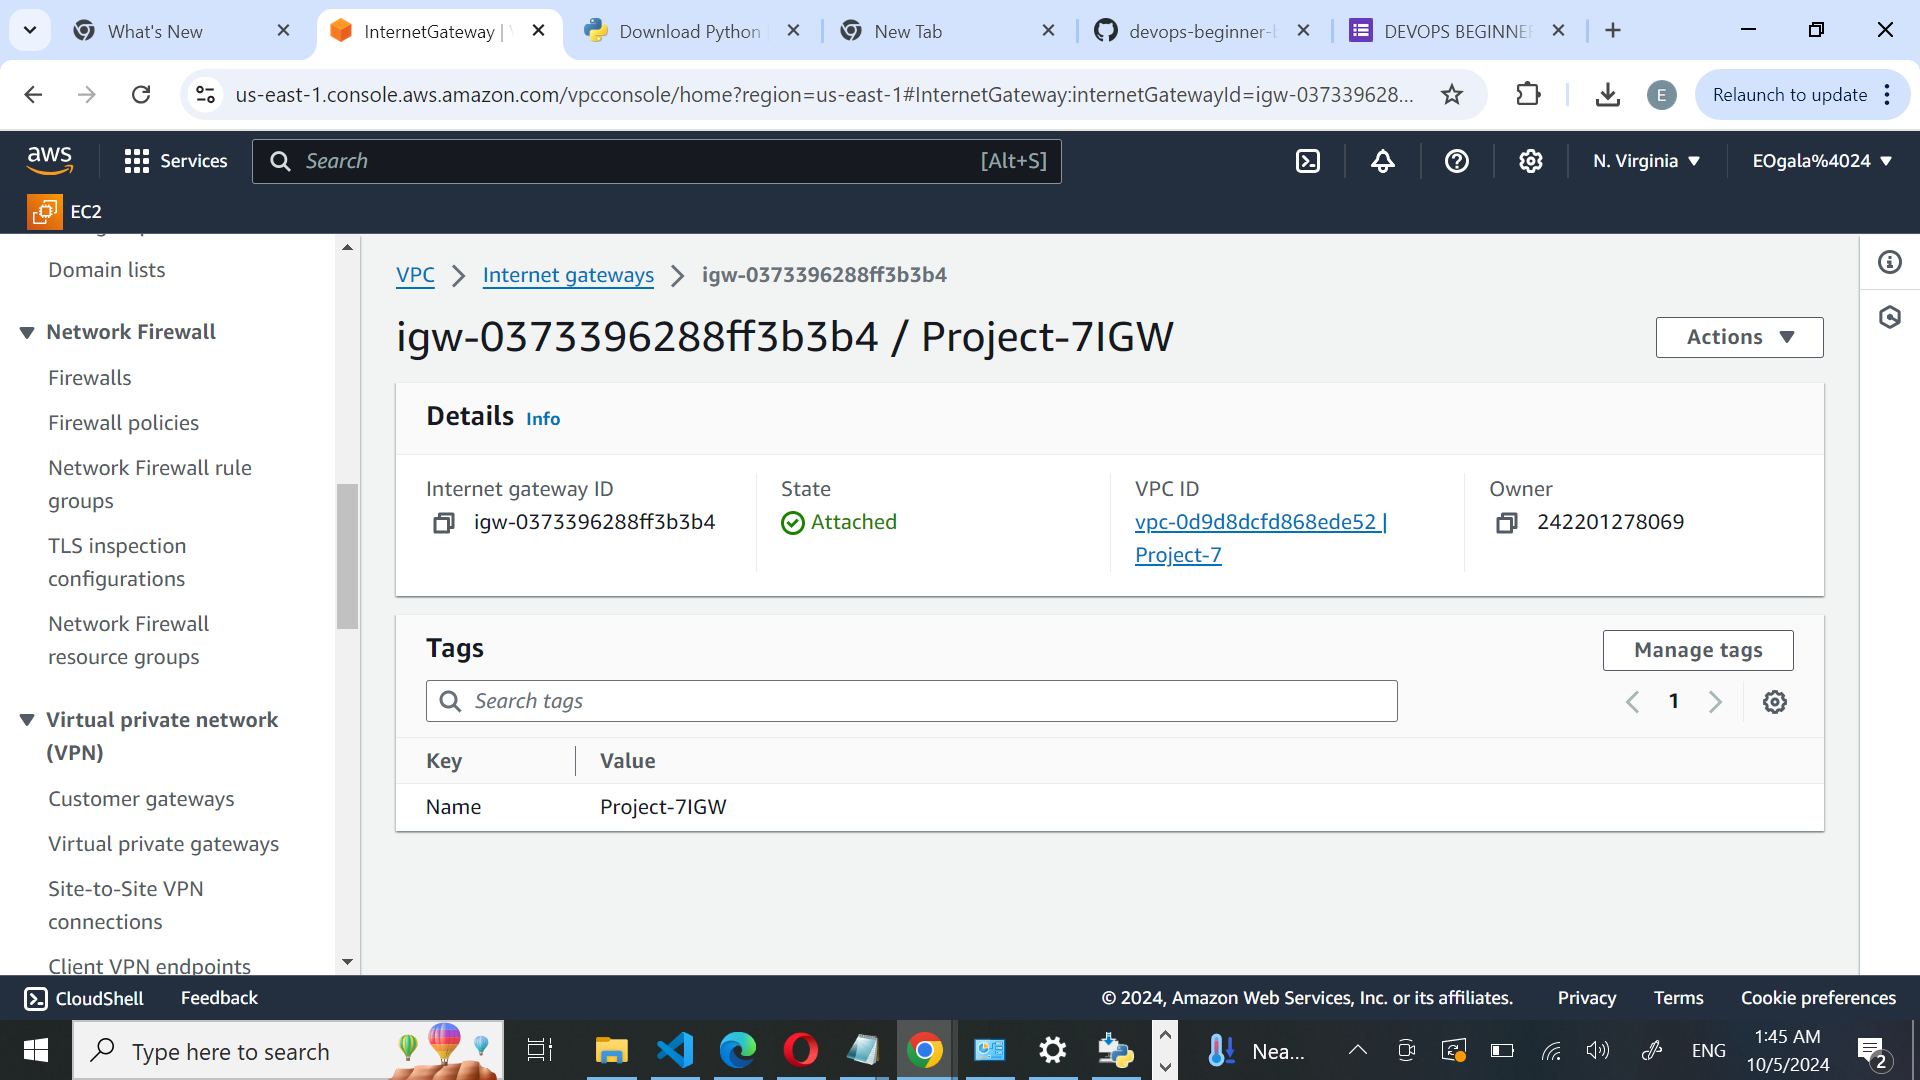 What's New
InternetGateway | V
Download Python
New Tab
devops-beginner-b
DEVOPS BEGINNER
us-east-1.console.aws.amazon.com/vpcconsole/home?region=us-east-1#InternetGateway:internetGatewayId=igw-037339628...
E
Relaunch to update
aws
Services
Search
[Alt+S]
N. Virginia
EOgala%4024
EC2
Domain lists
Network Firewall
Firewalls
Firewall policies
Network Firewall rule
groups
TLS inspection
configurations
Network Firewall
resource groups
Virtual private network
(VPN)
Customer gateways
Virtual private gateways
Site-to-Site VPN
connections
Client VPN endpoints
VPC
Internet gateways
igw-0373396288ff3b3b4
igw-0373396288ff3b3b4 / Project-7IGW
Actions
Details Info
Internet gateway ID
igw-0373396288ff3b3b4
State
Attached
VPC ID
vpc-0d9d8dcfd868ede52 |
Project-7
Owner
242201278069
Tags
Manage tags
Search tags
1
Key
Value
Name
Project-7IGW
CloudShell
Feedback
© 2024, Amazon Web Services, Inc. or its affiliates.
Privacy
Terms
Cookie preferences
Type here to search
Nea...
ENG
1:45 AM
10/5/2024
2